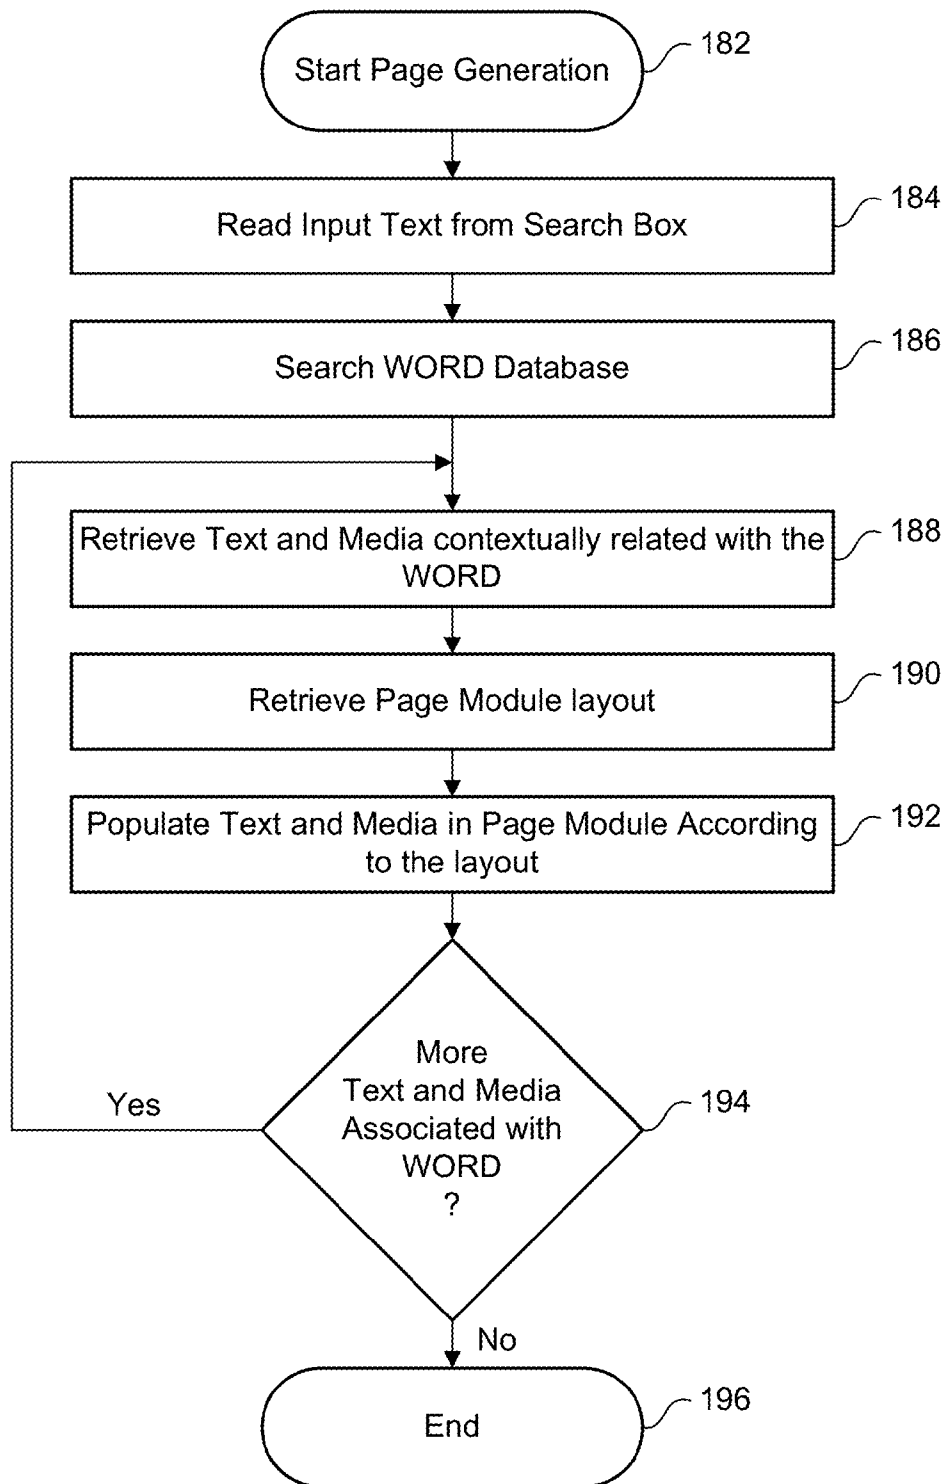 Start Page Generation
182
Read Input Text from Search Box
184
Search WORD Database
186
Retrieve Text and Media contextually related with the
WORD
188
Retrieve Page Module layout
190
Populate Text and Media in Page Module According
to the layout
192
More
Text and Media
Associated with
WORD
?
194
Yes
No
End
196